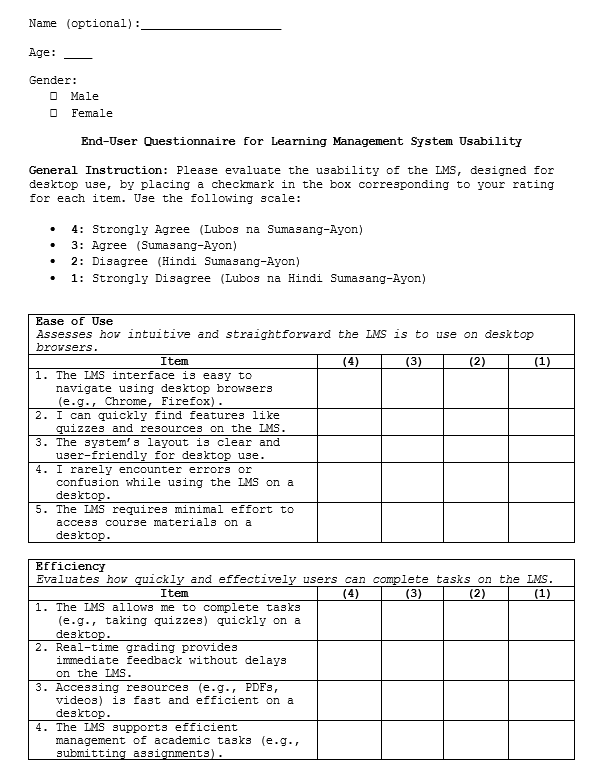 Name (optional):____________________
Age: ____
Gender:
☐ Male
☐ Female
End-User Questionnaire for Learning Management System Usability
General Instruction: Please evaluate the usability of the LMS, designed for
desktop use, by placing a checkmark in the box corresponding to your rating
for each item. Use the following scale:
• 4: Strongly Agree (Lubos na Sumasang-Ayon)
• 3: Agree (Sumasang-Ayon)
• 2: Disagree (Hindi Sumasang-Ayon)
• 1: Strongly Disagree (Lubos na Hindi Sumasang-Ayon)
Ease of Use
Assesses how intuitive and straightforward the LMS is to use on desktop
browsers.
Item (4) (3) (2) (1)
1. The LMS interface is easy to
navigate using desktop browsers
(e.g., Chrome, Firefox).
2. I can quickly find features like
quizzes and resources on the LMS.
3. The system's layout is clear and
user-friendly for desktop use.
4. I rarely encounter errors or
confusion while using the LMS on a
desktop.
5. The LMS requires minimal effort to
access course materials on a
desktop.
Efficiency
Evaluates how quickly and effectively users can complete tasks on the LMS.
Item (4) (3) (2) (1)
1. The LMS allows me to complete tasks
(e.g., taking quizzes) quickly on a
desktop.
2. Real-time grading provides
immediate feedback without delays
on the LMS.
3. Accessing resources (e.g., PDFs,
videos) is fast and efficient on a
desktop.
4. The LMS supports efficient
management of academic tasks (e.g.,
submitting assignments).